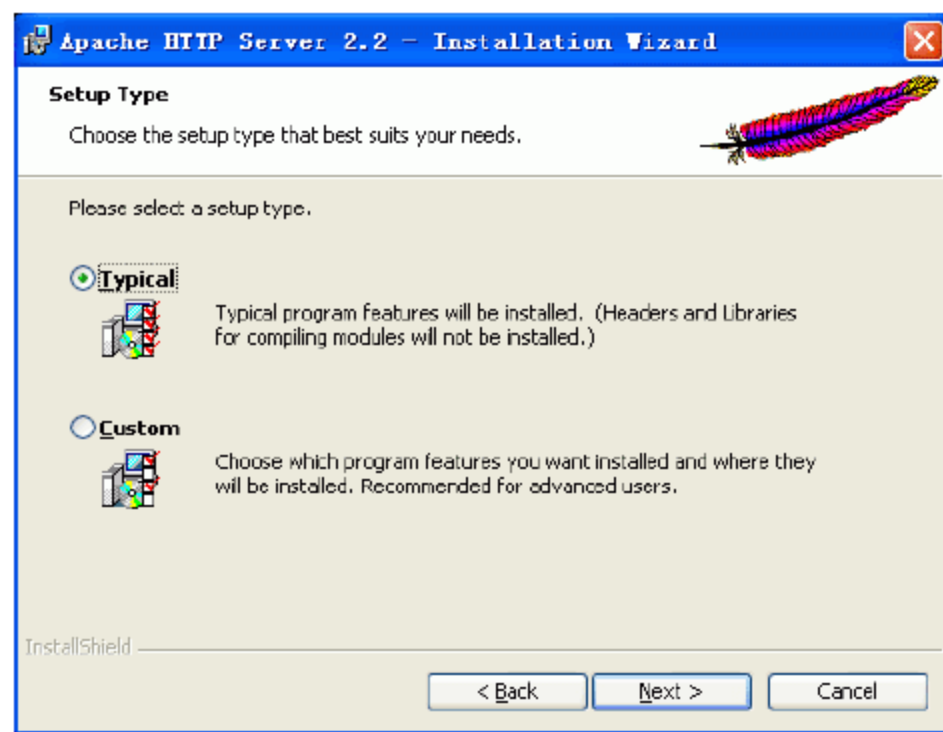 Apache HTTP Server 2.2 - Installation Wizard
Setup Type
Choose the setup type that best suits your needs.
Please select a setup type.
Typical
Typical program features will be installed. (Headers and Libraries
for compiling modules will not be installed.)
Custom
Choose which program features you want installed and where they
will be installed. Recommended for advanced users.
InstallShield
< Back
Next >
Cancel